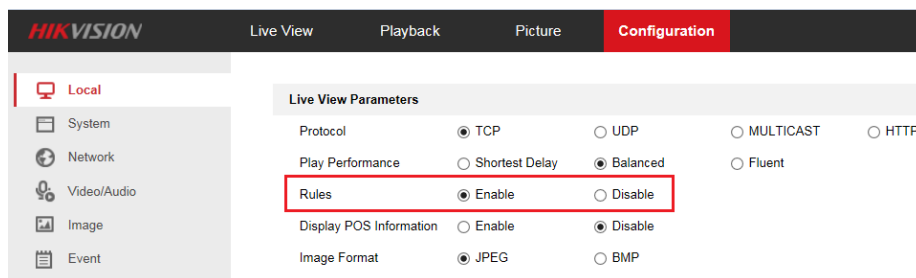 HIKVISION Live View Playback Picture Configuration
Local
System
Network
Video/Audio
Image
Event
Live View Parameters
Protocol TCP UDP MULTICAST HTTP
Play Performance Shortest Delay Balanced Fluent
Rules Enable Disable
Display POS Information Enable Disable
Image Format JPEG BMP